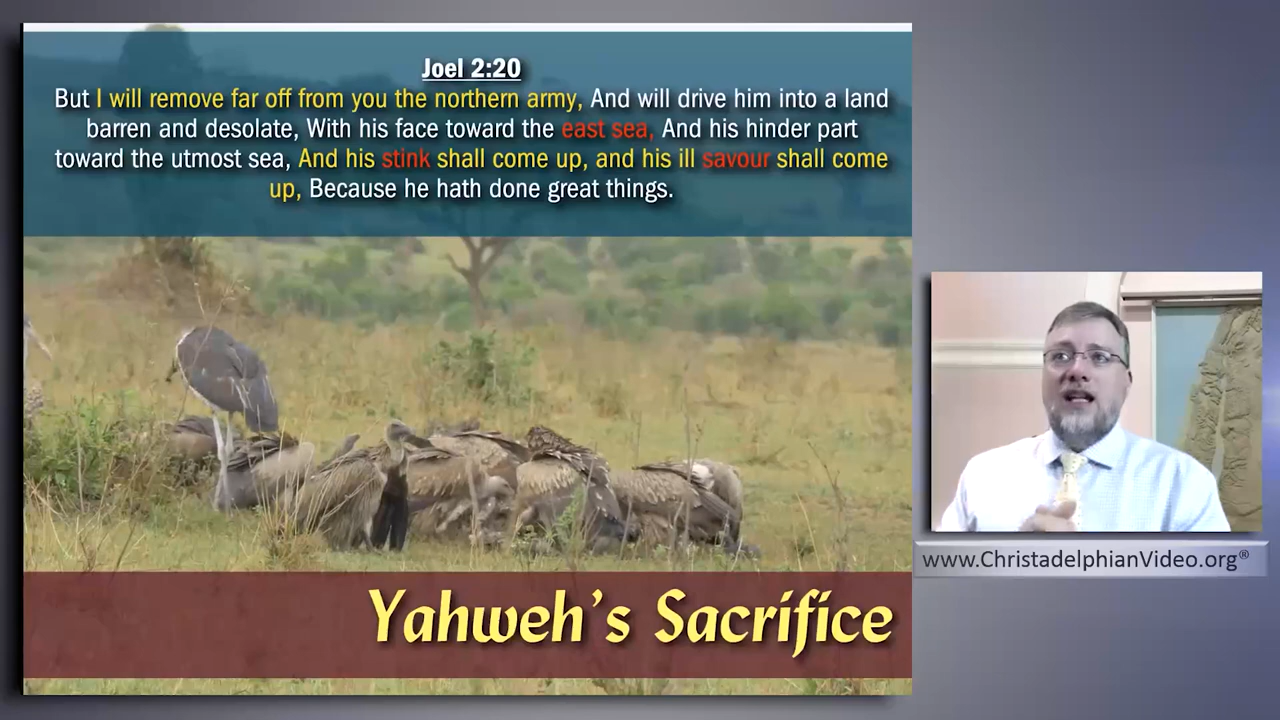 Joel 2:20
But I will remove far off from you the northern army, And will drive him into a land
barren and desolate, With his face toward the east sea, And his hinder part
toward the utmost sea, And his stink shall come up, and his ill savour shall come
up, Because he hath done great things.
Yahweh's Sacrifice
www.ChristadelphianVideo.org®